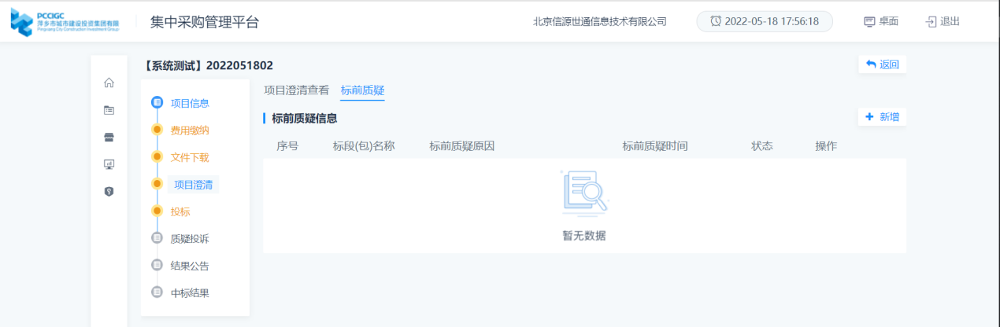 PCCIGC
萍乡市城市建设投资集团有限
Pingxiang City Construction Investment Group
集中采购管理平台
北京信源世通信息技术有限公司
2022-05-18 17:56:18
桌面
退出
【系统测试】2022051802
返回
项目信息
费用缴纳
文件下载
项目澄清
投标
质疑投诉
结果公告
中标结果
项目澄清查看 标前质疑
标前质疑信息
新增
序号 标段(包)名称 标前质疑原因 标前质疑时间 状态 操作
暂无数据